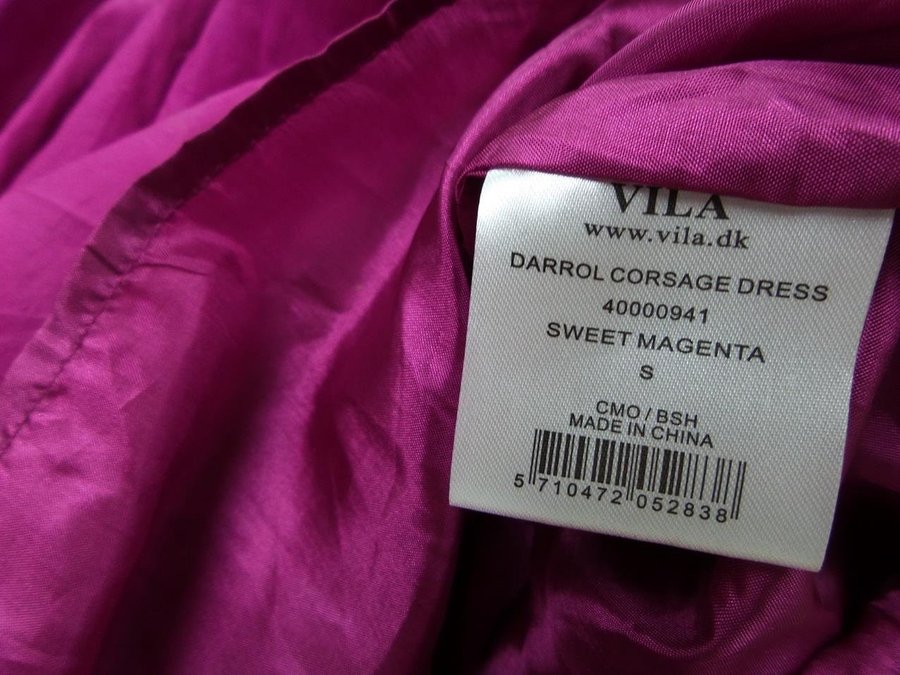 VILA
www.vila.dk
DARROL CORSAGE DRESS
40000941
SWEET MAGENTA
S
CMO / BSH
MADE IN CHINA
5 710472 052838